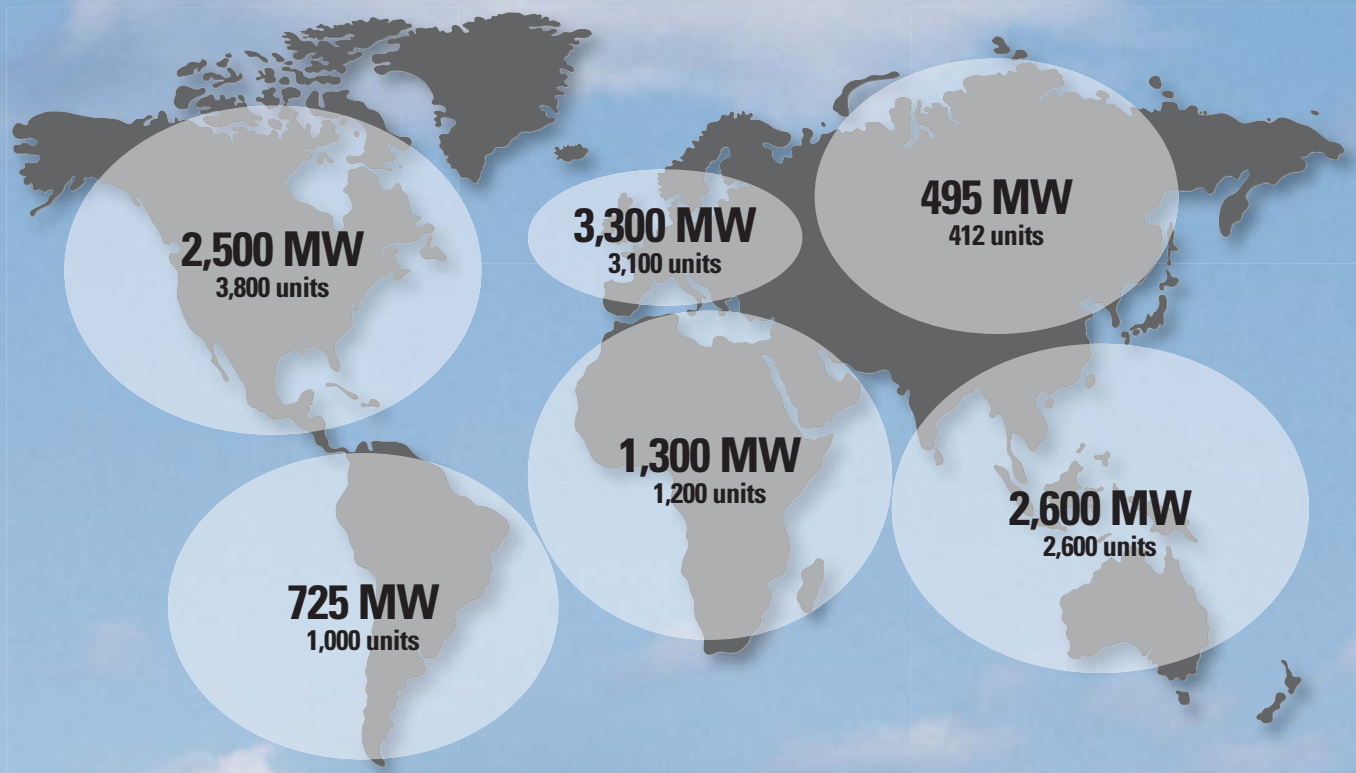 2,500 MW
3,800 units
3,300 MW
3,100 units
495 MW
412 units
1,300 MW
1,200 units
2,600 MW
2,600 units
725 MW
1,000 units